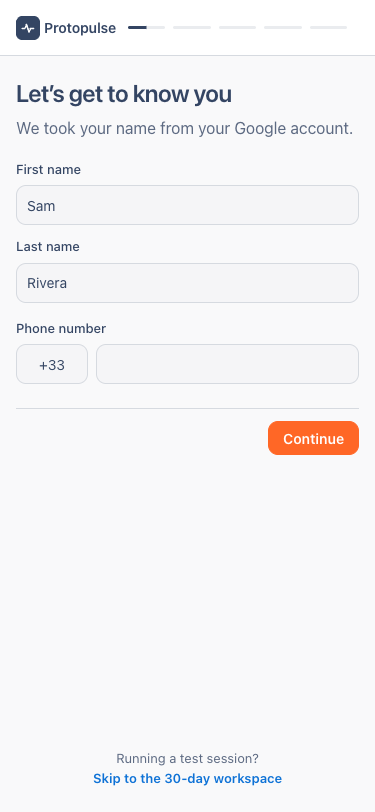 Protopulse
Let's get to know you
We took your name from your Google account.
First name
Sam
Last name
Rivera
Phone number
+33
Continue
Running a test session?
Skip to the 30-day workspace